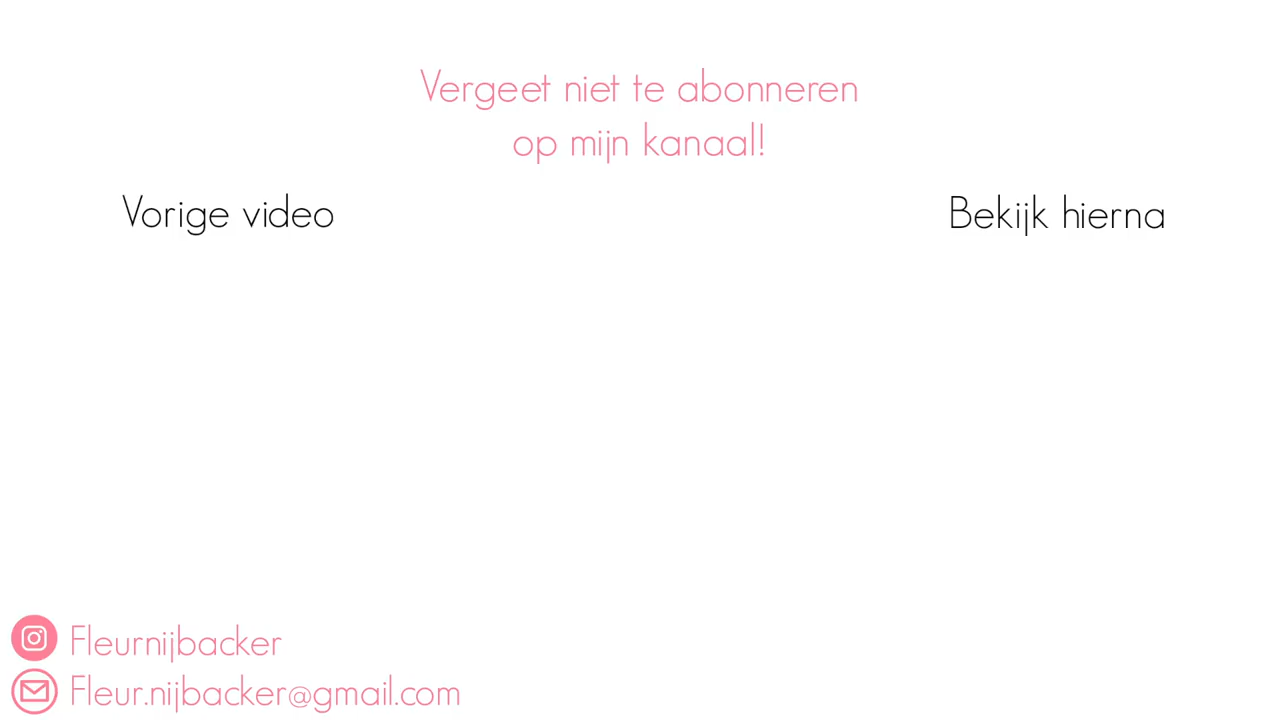 Vergeet niet te abonneren
op mijn kanaal!
Vorige video
Bekijk hierna
Fleurnijbacker
Fleur.nijbacker@gmail.com